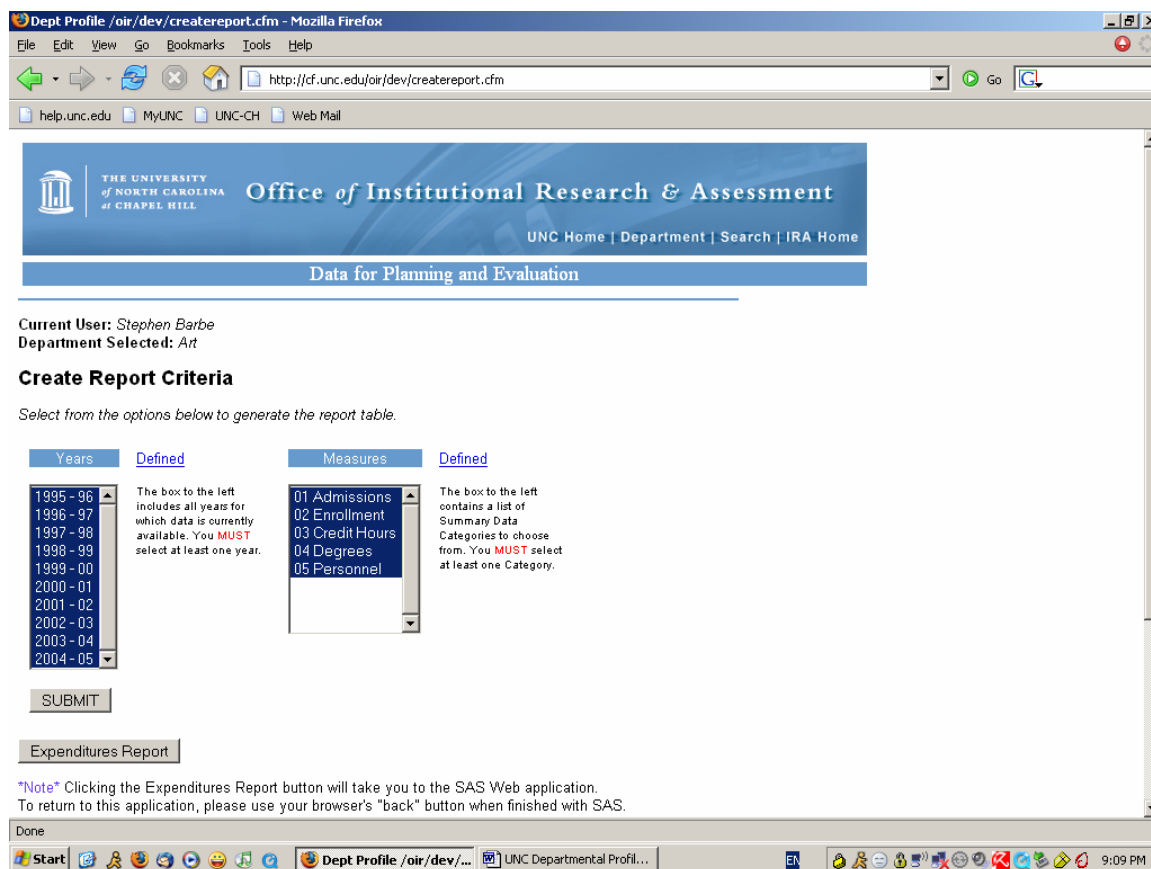 Dept Profile /oir/dev/createreport.cfm - Mozilla Firefox
File Edit View Go Bookmarks Tools Help
http://cf.unc.edu/oir/dev/createreport.cfm
Go
G
help.unc.edu MyUNC UNC-CH Web Mail
THE UNIVERSITY
of NORTH CAROLINA
at CHAPEL HILL
Office of Institutional Research & Assessment
UNC Home | Department | Search | IRA Home
Data for Planning and Evaluation
Current User: Stephen Barbe
Department Selected: Art
Create Report Criteria
Select from the options below to generate the report table.
Years
Defined
1995 - 96
1996 - 97
1997 - 98
1998 - 99
1999 - 00
2000 - 01
2001 - 02
2002 - 03
2003 - 04
2004 - 05
The box to the left
includes all years for
which data is currently
available. You MUST
select at least one year.
Measures
Defined
01 Admissions
02 Enrollment
03 Credit Hours
04 Degrees
05 Personnel
The box to the left
contains a list of
Summary Data
Categories to choose
from. You MUST select
at least one Category.
SUBMIT
Expenditures Report
*Note* Clicking the Expenditures Report button will take you to the SAS Web application.
To return to this application, please use your browser's "back" button when finished with SAS.
Done
Start
Dept Profile /oir/dev/...
UNC Departmental Profil...
EN
9:09 PM